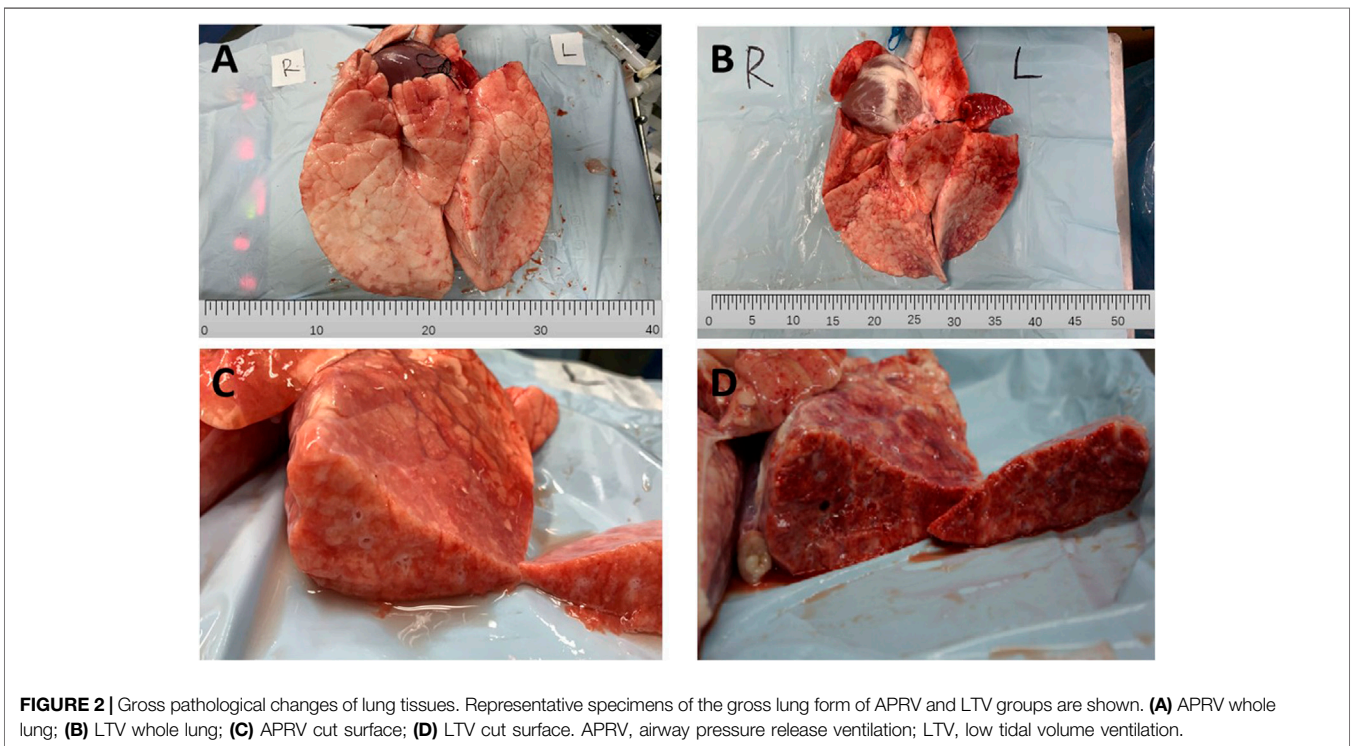 A
R
L
0 10 20 30 40
B
R
L
0 5 10 15 20 25 30 35 40 45 50
C
D
FIGURE 2 | Gross pathological changes of lung tissues. Representative specimens of the gross lung form of APRV and LTV groups are shown. (A) APRV whole
lung; (B) LTV whole lung; (C) APRV cut surface; (D) LTV cut surface. APRV, airway pressure release ventilation; LTV, low tidal volume ventilation.